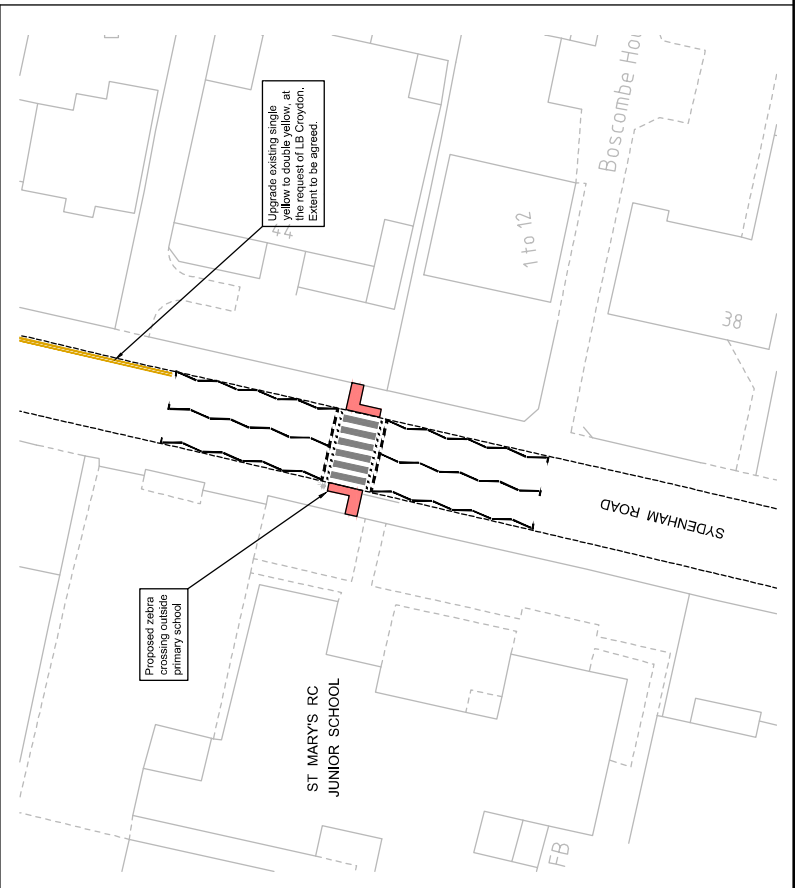 Upgrade existing single
yellow to double yellow, at
the request of LB Croydon.
Extent to be agreed.
44
Boscombe Hou
1 to 12
38
SYDENHAM ROAD
Proposed zebra
crossing outside
primary school
ST MARY'S RC
JUNIOR SCHOOL
FB